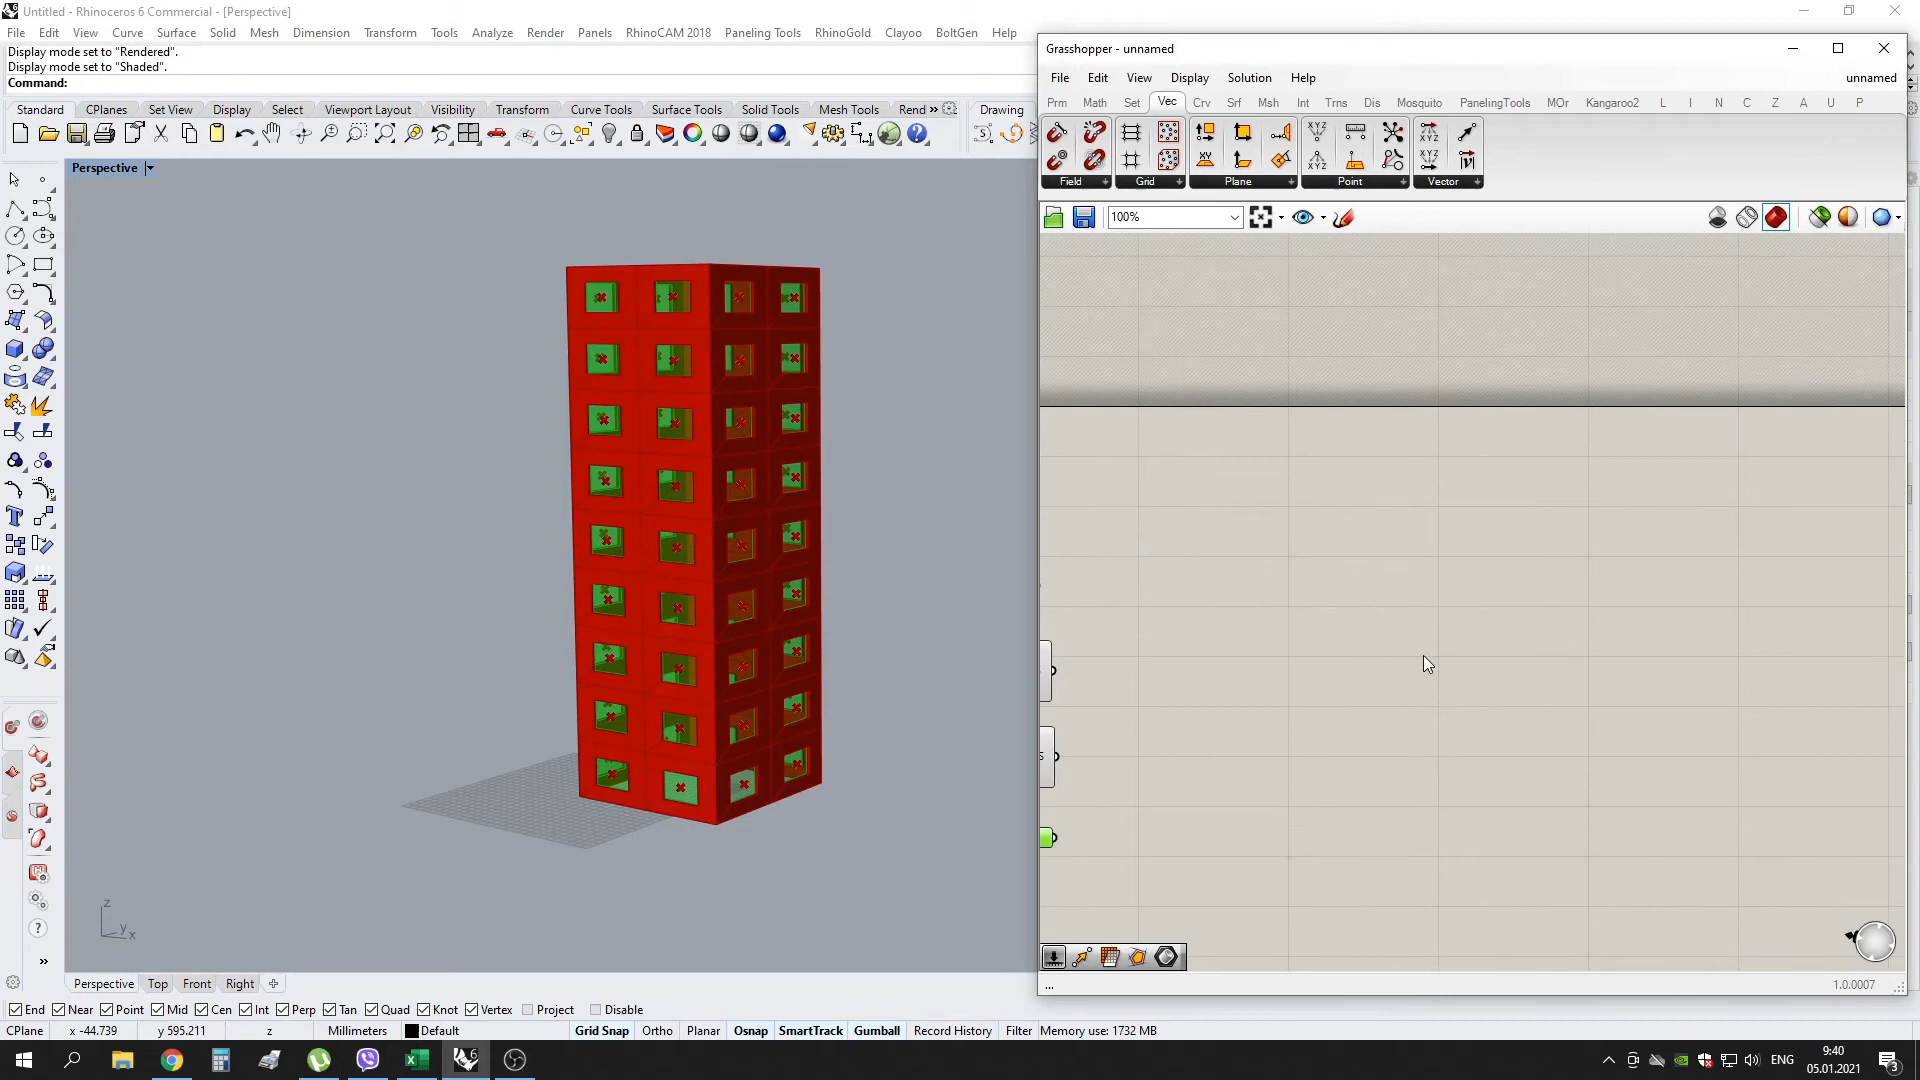 Untitled - Rhinoceros 6 Commercial - [Perspective]
File Edit View Curve Surface Solid Mesh Dimension Transform Tools Analyze Render Panels RhinoCAM 2018 Paneling Tools RhinoGold Clayoo BoltGen Help
Display mode set to "Rendered".
Display mode set to "Shaded".
Command:
Standard CPlanes Set View Display Select Viewport Layout Visibility Transform Curve Tools Surface Tools Solid Tools Mesh Tools Rend » Drawing
Perspective
z
y
x
Perspective Top Front Right
End Near Point Mid Cen Int Perp Tan Quad Knot Vertex Project Disable
CPlane x -44.739 y 595.211 z Millimeters Default Grid Snap Ortho Planar Osnap SmartTrack Gumball Record History Filter Memory use: 1732 MB
Grasshopper - unnamed
File Edit View Display Solution Help unnamed
Prm Math Set Vec Crv Srf Msh Int Trns Dis Mosquito PanelingTools MOr Kangaroo2 L I N C Z A U P
Field Grid Plane Point Vector
100%
S
... 1.0.0007
ENG
9:40
05.01.2021
3